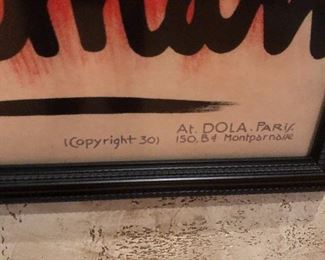 (Copyright 30)
At. DOLA. PARIS.
150, Bd Montparnasse